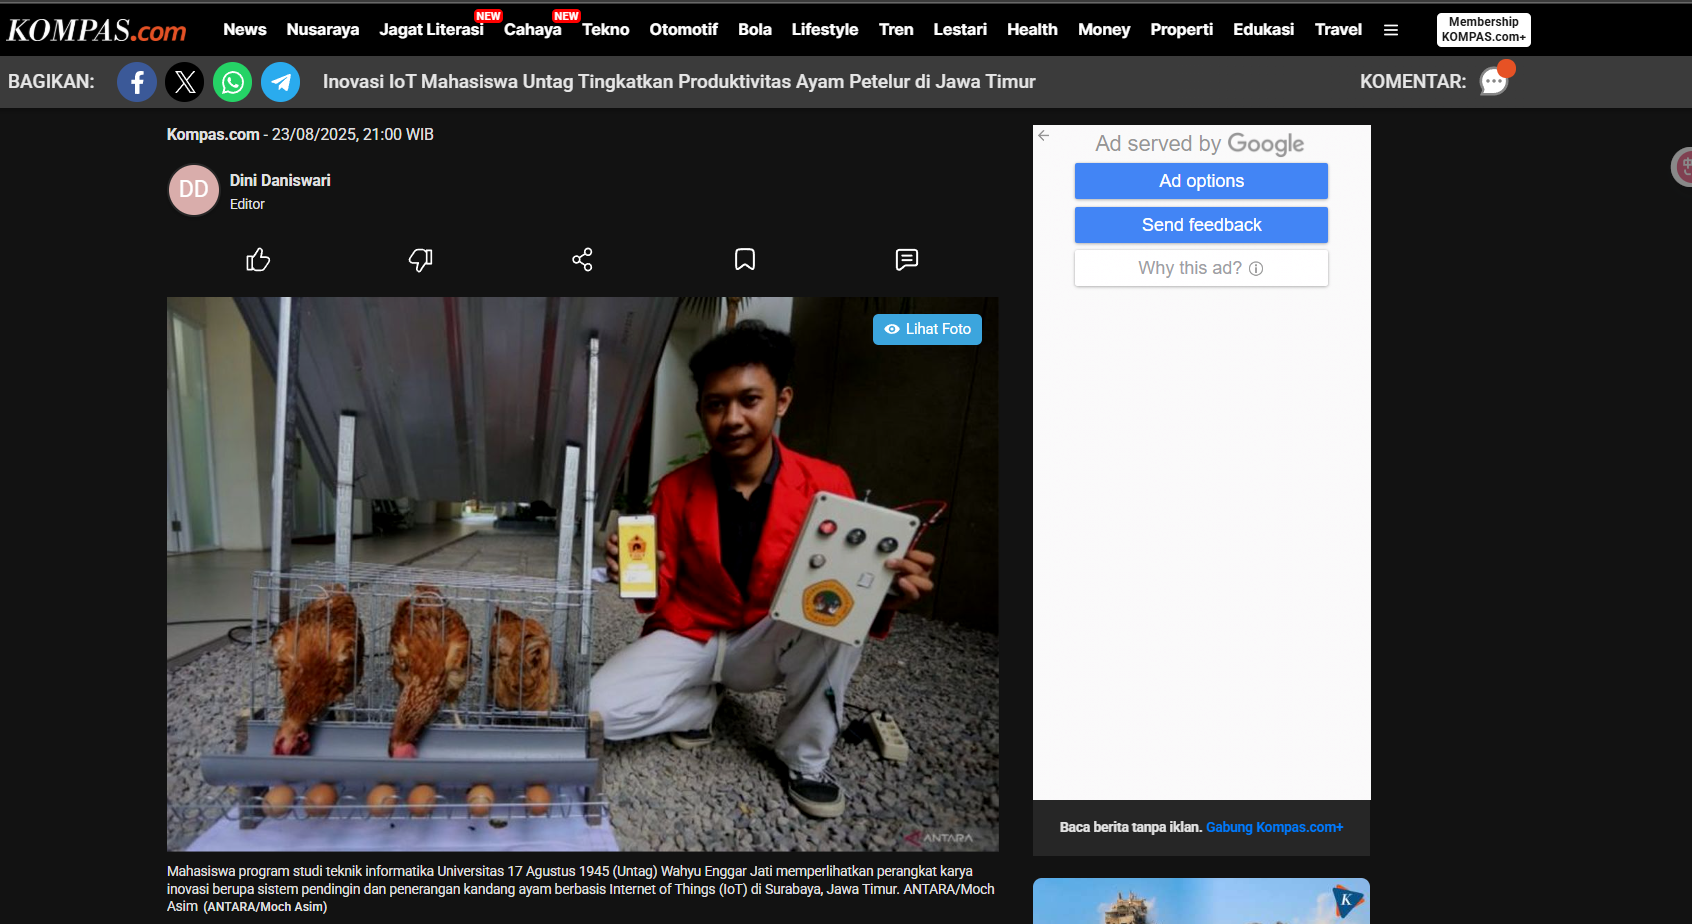 KOMPAS.com
News Nusaraya Jagat Literasi NEW Cahaya NEW Tekno Otomotif Bola Lifestyle Tren Lestari Health Money Properti Edukasi Travel
Membership
KOMPAS.com+
BAGIKAN:
Inovasi IoT Mahasiswa Untag Tingkatkan Produktivitas Ayam Petelur di Jawa Timur
KOMENTAR:
Kompas.com - 23/08/2025, 21:00 WIB
DD
Dini Daniswari
Editor
Lihat Foto
ANTARA
Mahasiswa program studi teknik informatika Universitas 17 Agustus 1945 (Untag) Wahyu Enggar Jati memperlihatkan perangkat karya
inovasi berupa sistem pendingin dan penerangan kandang ayam berbasis Internet of Things (IoT) di Surabaya, Jawa Timur. ANTARA/Moch
Asim (ANTARA/Moch Asim)
Ad served by Google
Ad options
Send feedback
Why this ad?
Baca berita tanpa iklan. Gabung Kompas.com+
K